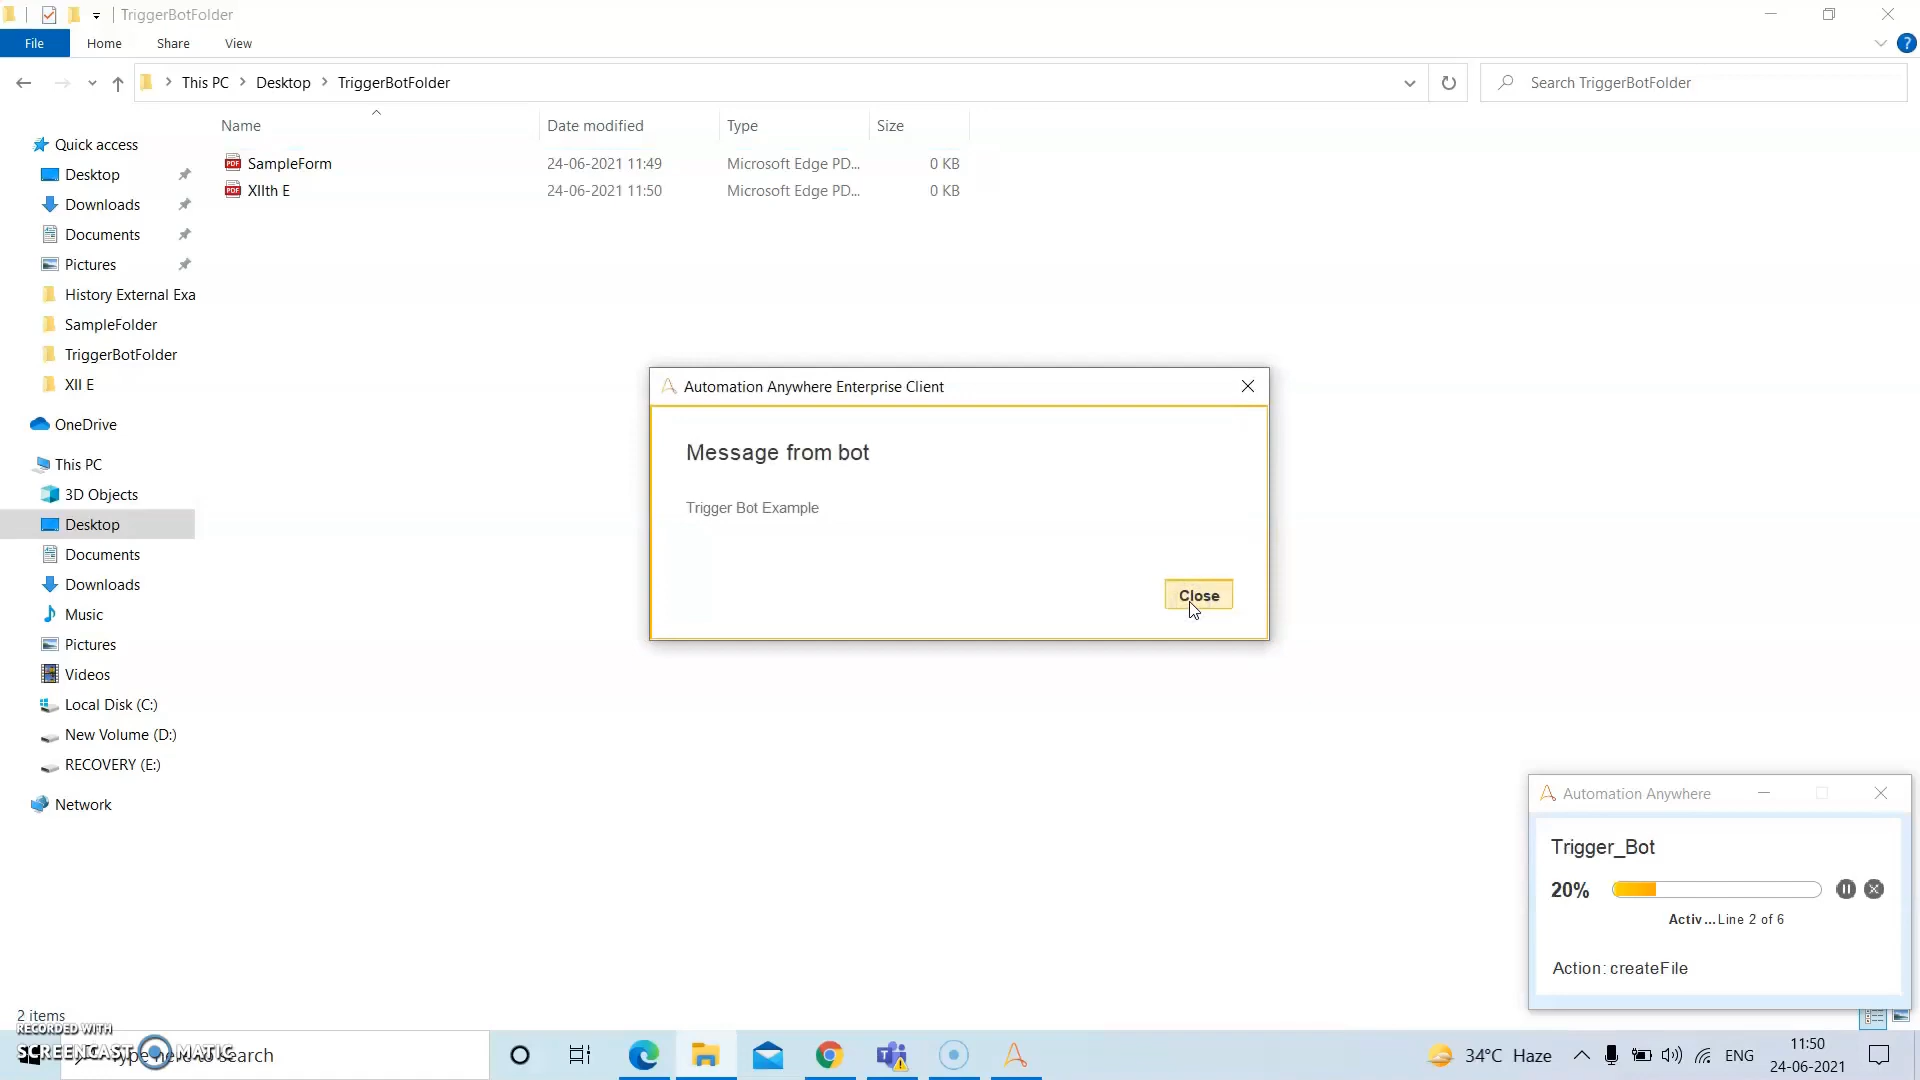 TriggerBotFolder
File Home Share View
This PC Desktop TriggerBotFolder
Search TriggerBotFolder
Name Date modified Type Size
SampleForm 24-06-2021 11:49 Microsoft Edge PD... 0 KB
XIIth E 24-06-2021 11:50 Microsoft Edge PD... 0 KB
Quick access
Desktop
Downloads
Documents
Pictures
History External Exa
SampleFolder
TriggerBotFolder
XII E
OneDrive
This PC
3D Objects
Desktop
Documents
Downloads
Music
Pictures
Videos
Local Disk (C:)
New Volume (D:)
RECOVERY (E:)
Network
Automation Anywhere Enterprise Client
Message from bot
Trigger Bot Example
Close
Automation Anywhere
Trigger_Bot
20%
Activ...Line 2 of 6
Action: createFile
2 items
RECORDED WITH
SCREENCAST MATIC
Type here to search
34°C Haze
ENG
11:50
24-06-2021